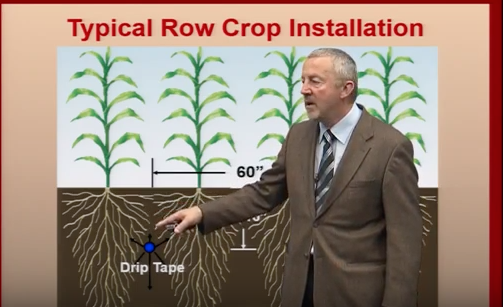 Typical Row Crop Installation
60”
Drip Tape